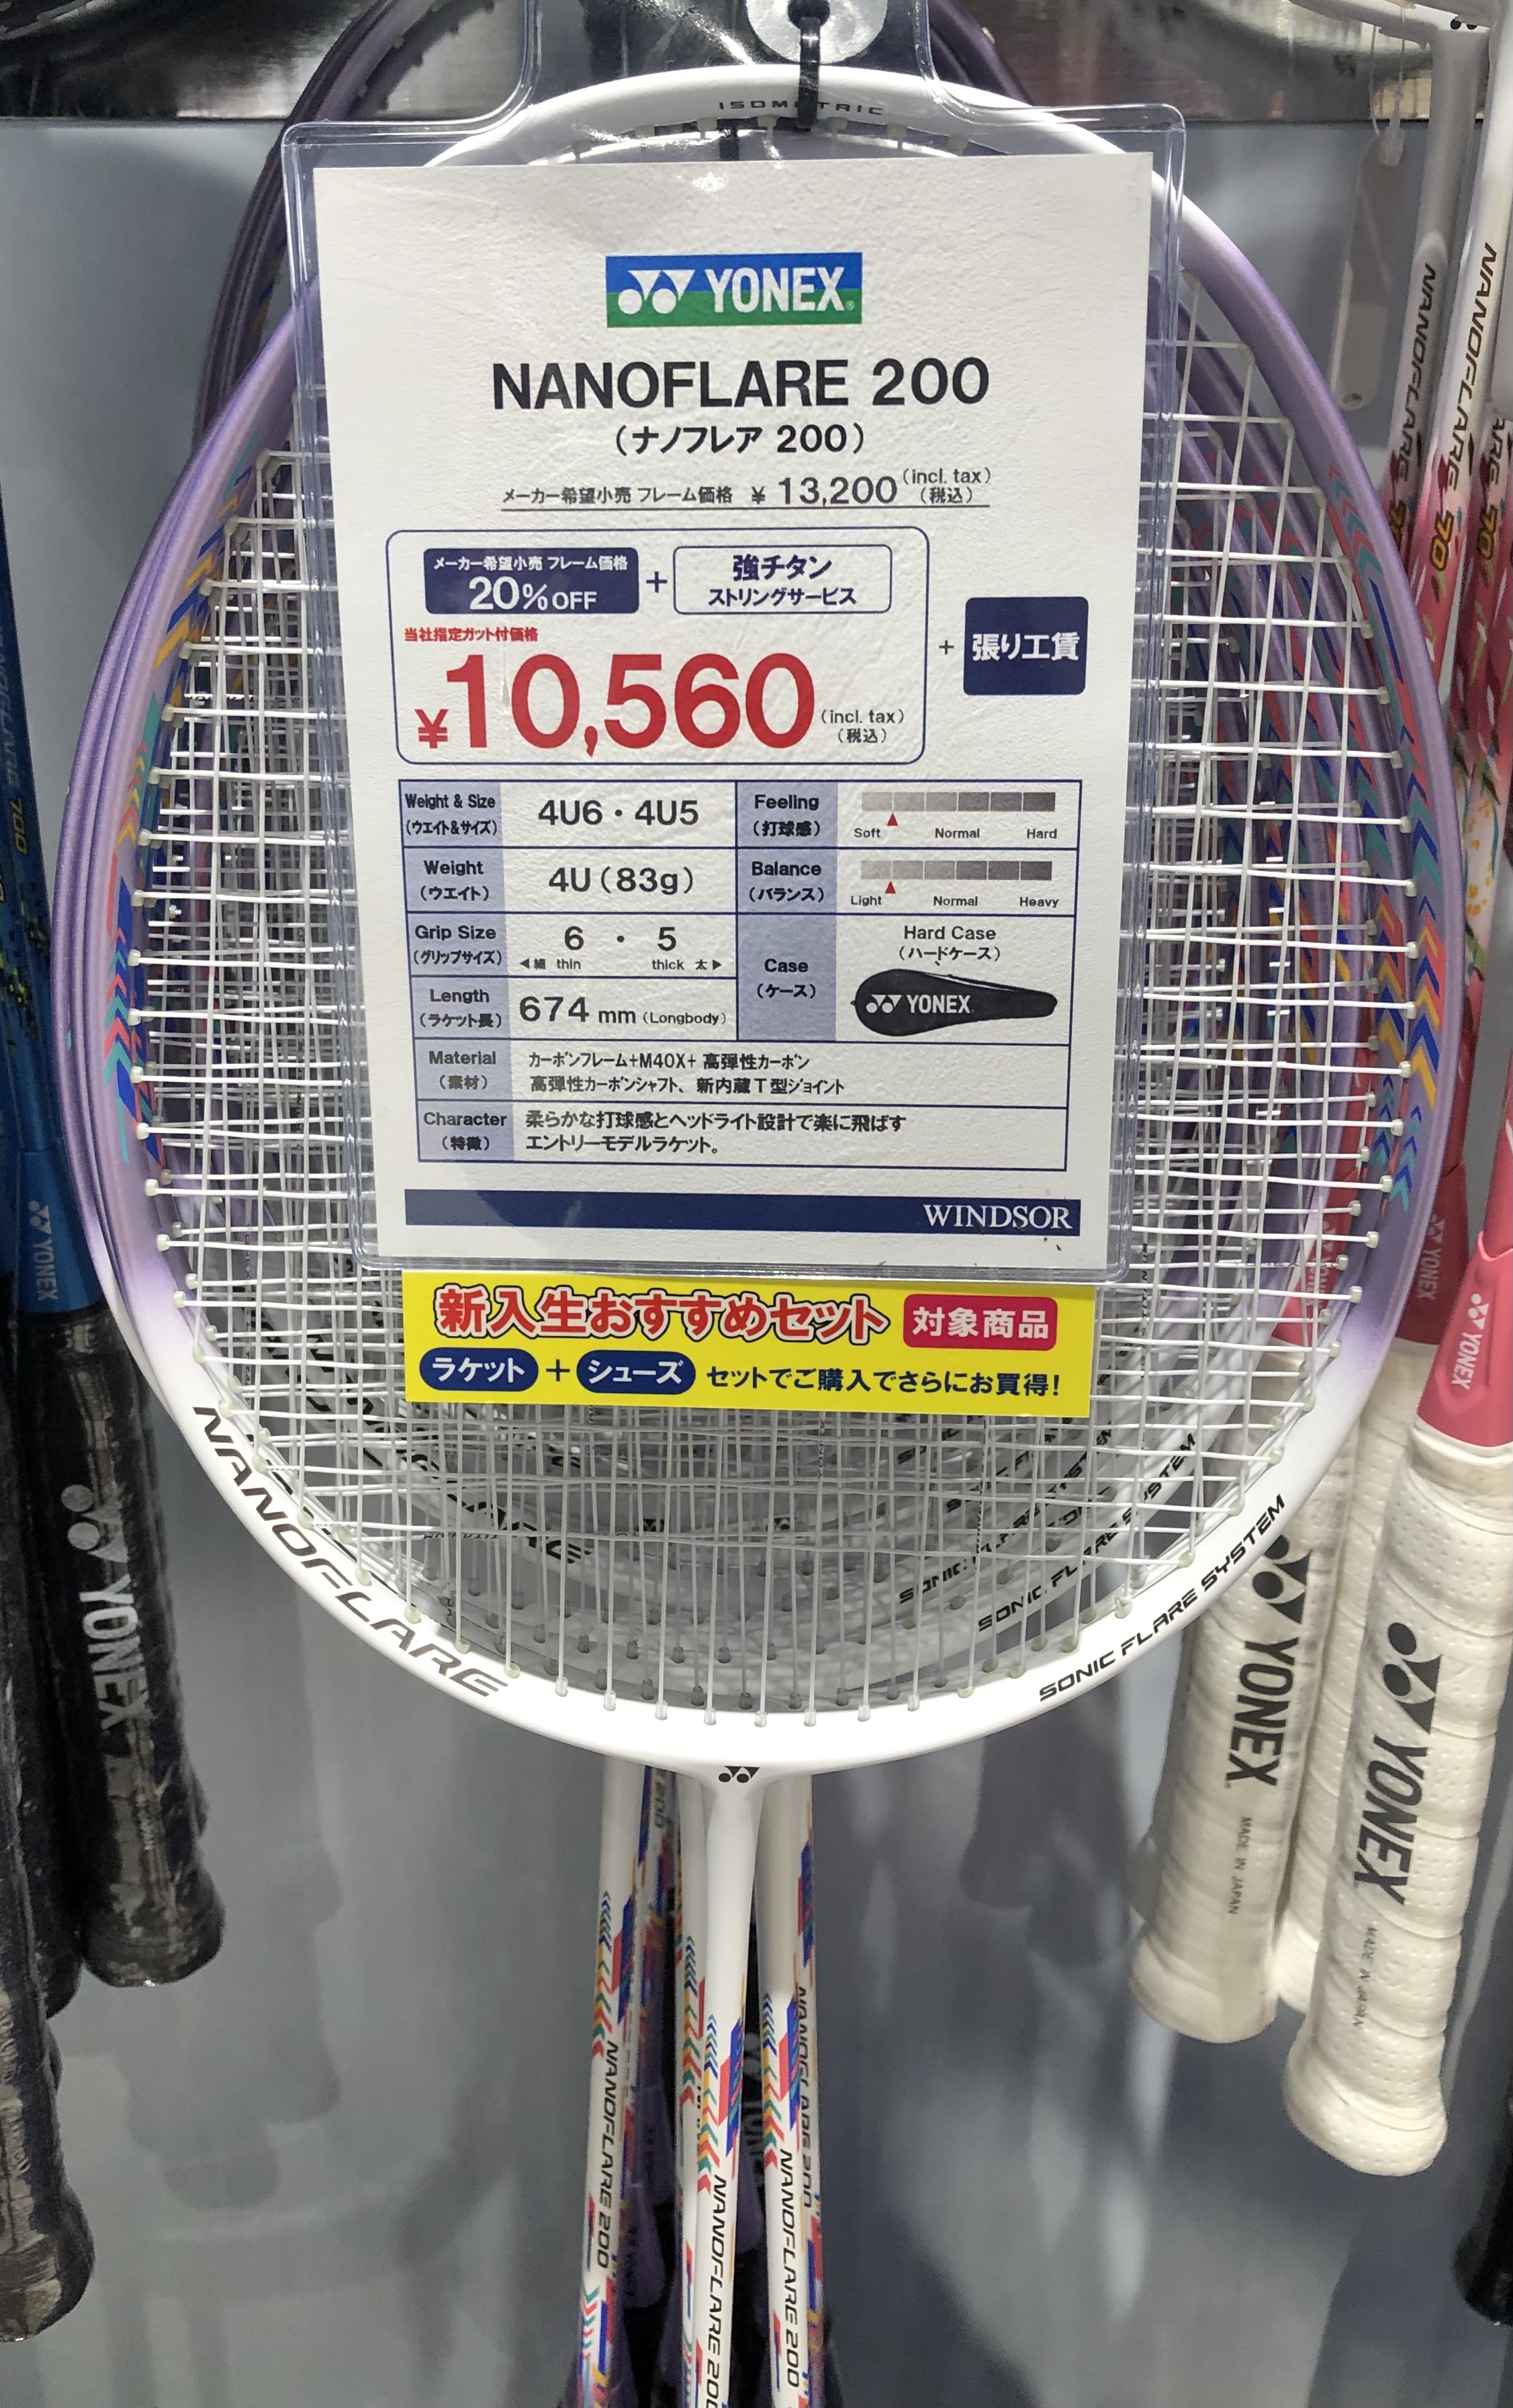 ISOMETRIC
YONEX
NANOFLARE 200
(ナノフレア 200)
メーカー希望小売 フレーム価格 ¥ 13,200 (incl. tax) (税込)
メーカー希望小売 フレーム価格
20%OFF
+
強チタン
ストリングサービス
当社指定ガット付価格
¥10,560 (incl. tax) (税込)
+ 張り工賃
Weight & Size (ウエイト&サイズ) 4U6・4U5
Feeling (打球感) Soft Normal Hard
Weight (ウエイト) 4U(83g)
Balance (バランス) Light Normal Heavy
Grip Size (グリップサイズ) 6 ・ 5
◀細 thin thick 太▶
Case (ケース) Hard Case (ハードケース)
YONEX
Length (ラケット長) 674 mm (Longbody)
Material (素材) カーボンフレーム+M40X+ 高弾性カーボン
高弾性カーボンシャフト、新内蔵T型ジョイント
Character (特徴) 柔らかな打球感とヘッドライト設計で楽に飛ばす
エントリーモデルラケット。
WINDSOR
新入生おすすめセット 対象商品
ラケット + シューズ セットでご購入でさらにお買得!
NANOFLARE
SONIC FLARE SYSTEM
SONIC FLARE SYSTEM
NANOFLARE 200
NANOFLARE 200
NANOFLARE 200
NANOFLARE
NANOFLARE
YONEX
YONEX
YONEX
YONEX
YONEX
MADE IN JAPAN
YONEX
MADE IN JAPAN